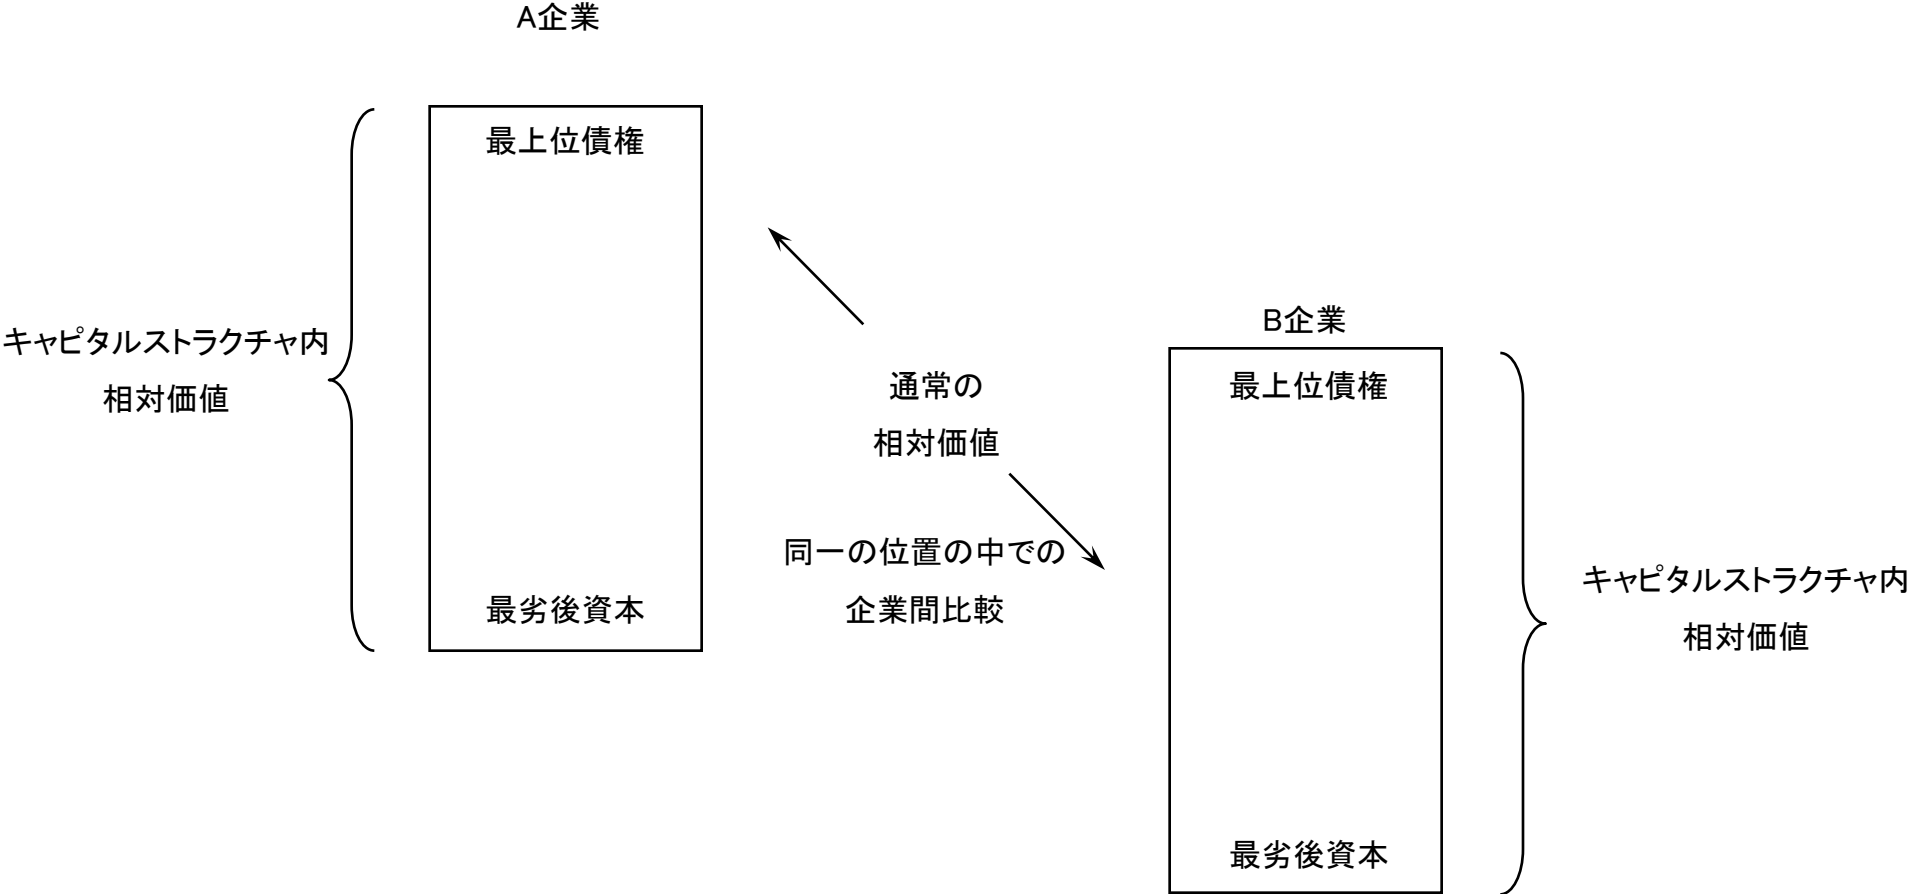 A企業
最上位債権
最劣後資本
キャピタルストラクチャ内
相対価値
通常の
相対価値
同一の位置の中での
企業間比較
B企業
最上位債権
最劣後資本
キャピタルストラクチャ内
相対価値